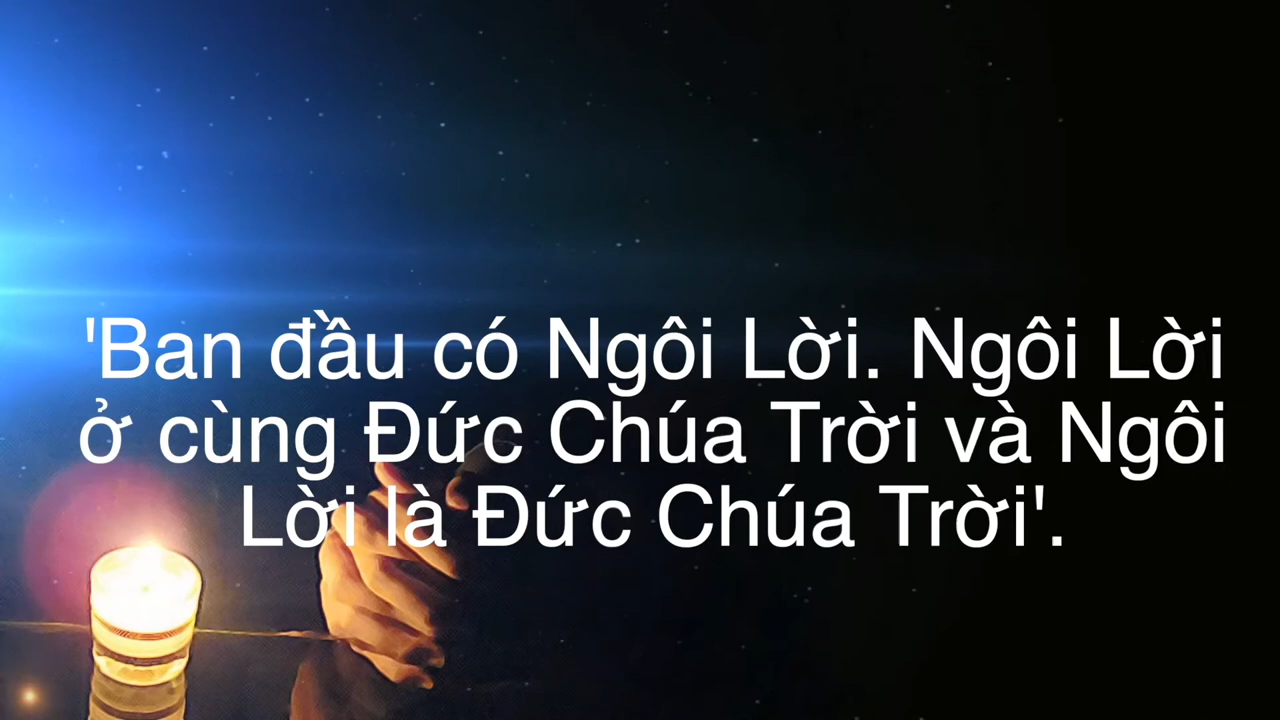 'Ban đầu có Ngôi Lời. Ngôi Lời
ở cùng Đức Chúa Trời và Ngôi
Lời là Đức Chúa Trời'.